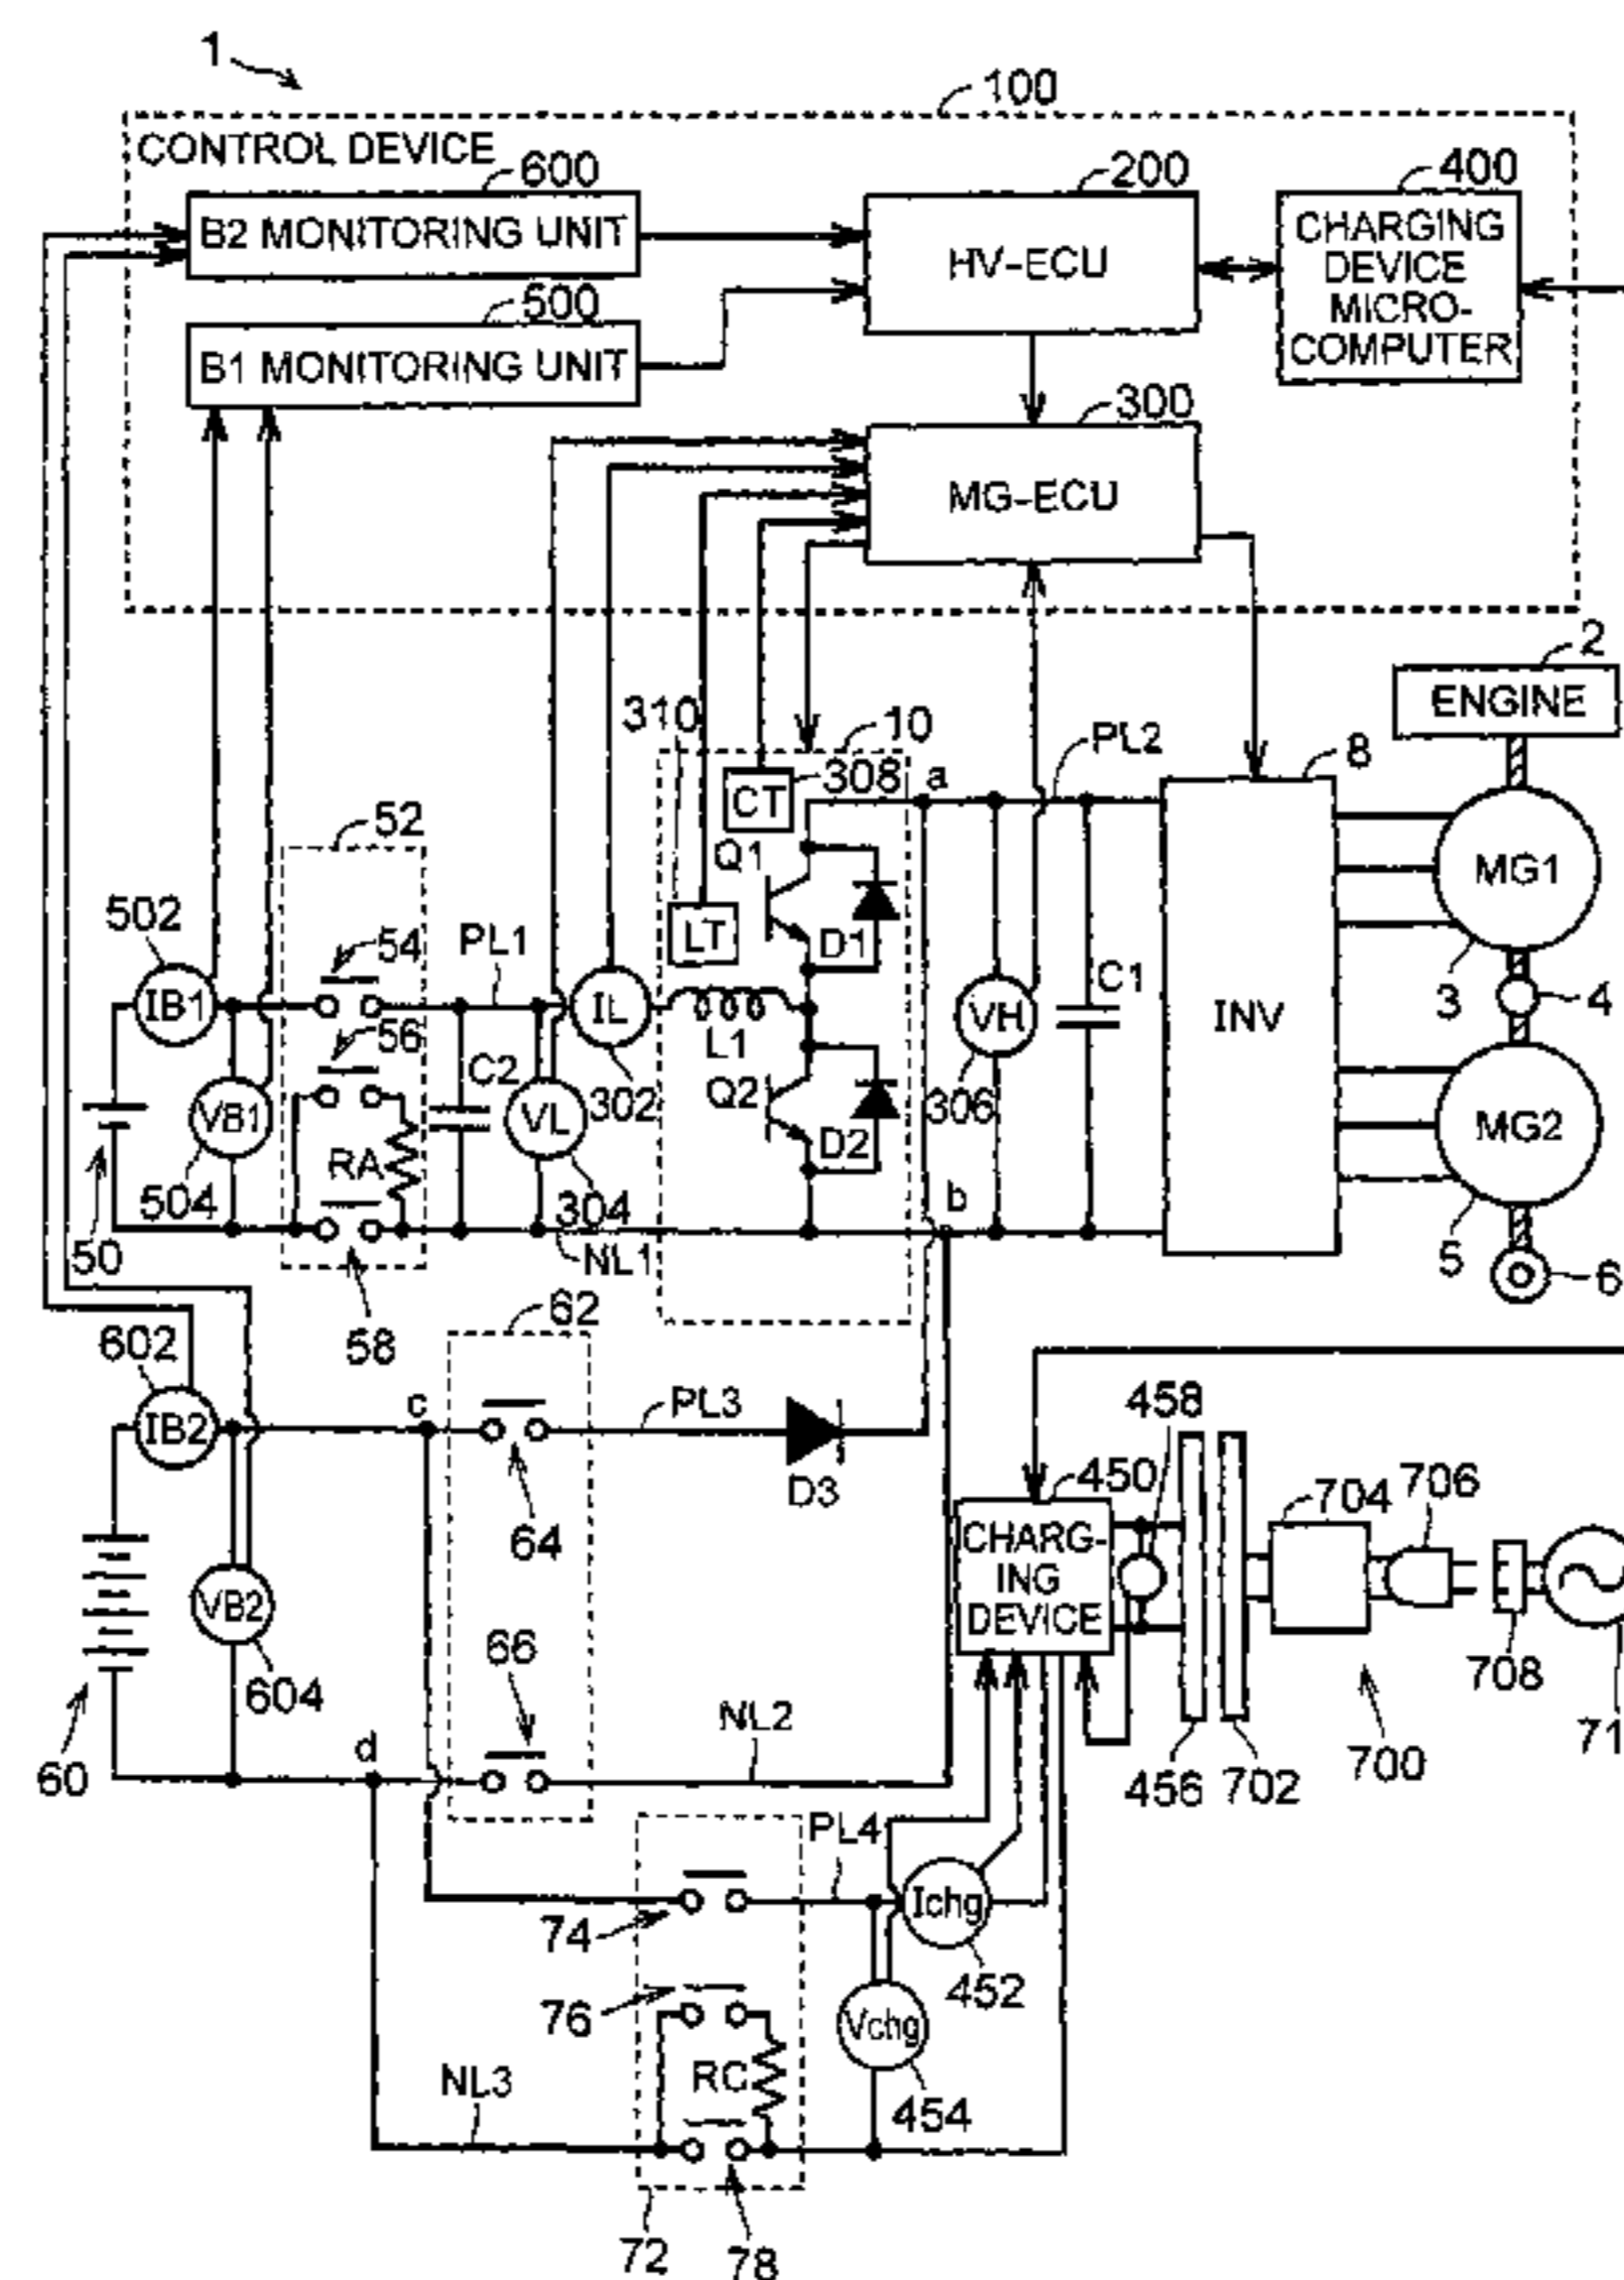 1
100
CONTROL DEVICE
600
200
400
B2 MONITORING UNIT
HV-ECU
CHARGING
DEVICE
MICRO-
COMPUTER
500
B1 MONITORING UNIT
300
MG-ECU
2
ENGINE
310
10
PL2
8
308
a
CT
52
Q1
MG1
502
54
PL1
LT
D1
C1
IB1
IL
VH
INV
3
4
56
L1
C2
Q2
302
306
VB1
VL
MG2
RA
D2
504
304
b
50
NL1
5
6
58
62
602
c
PL3
458
IB2
450
706
704
D3
64
CHARG-
ING
DEVICE
VB2
66
604
708
NL2
60
d
71
700
456
702
PL4
74
Ichg
452
76
Vchg
RC
NL3
454
72
78